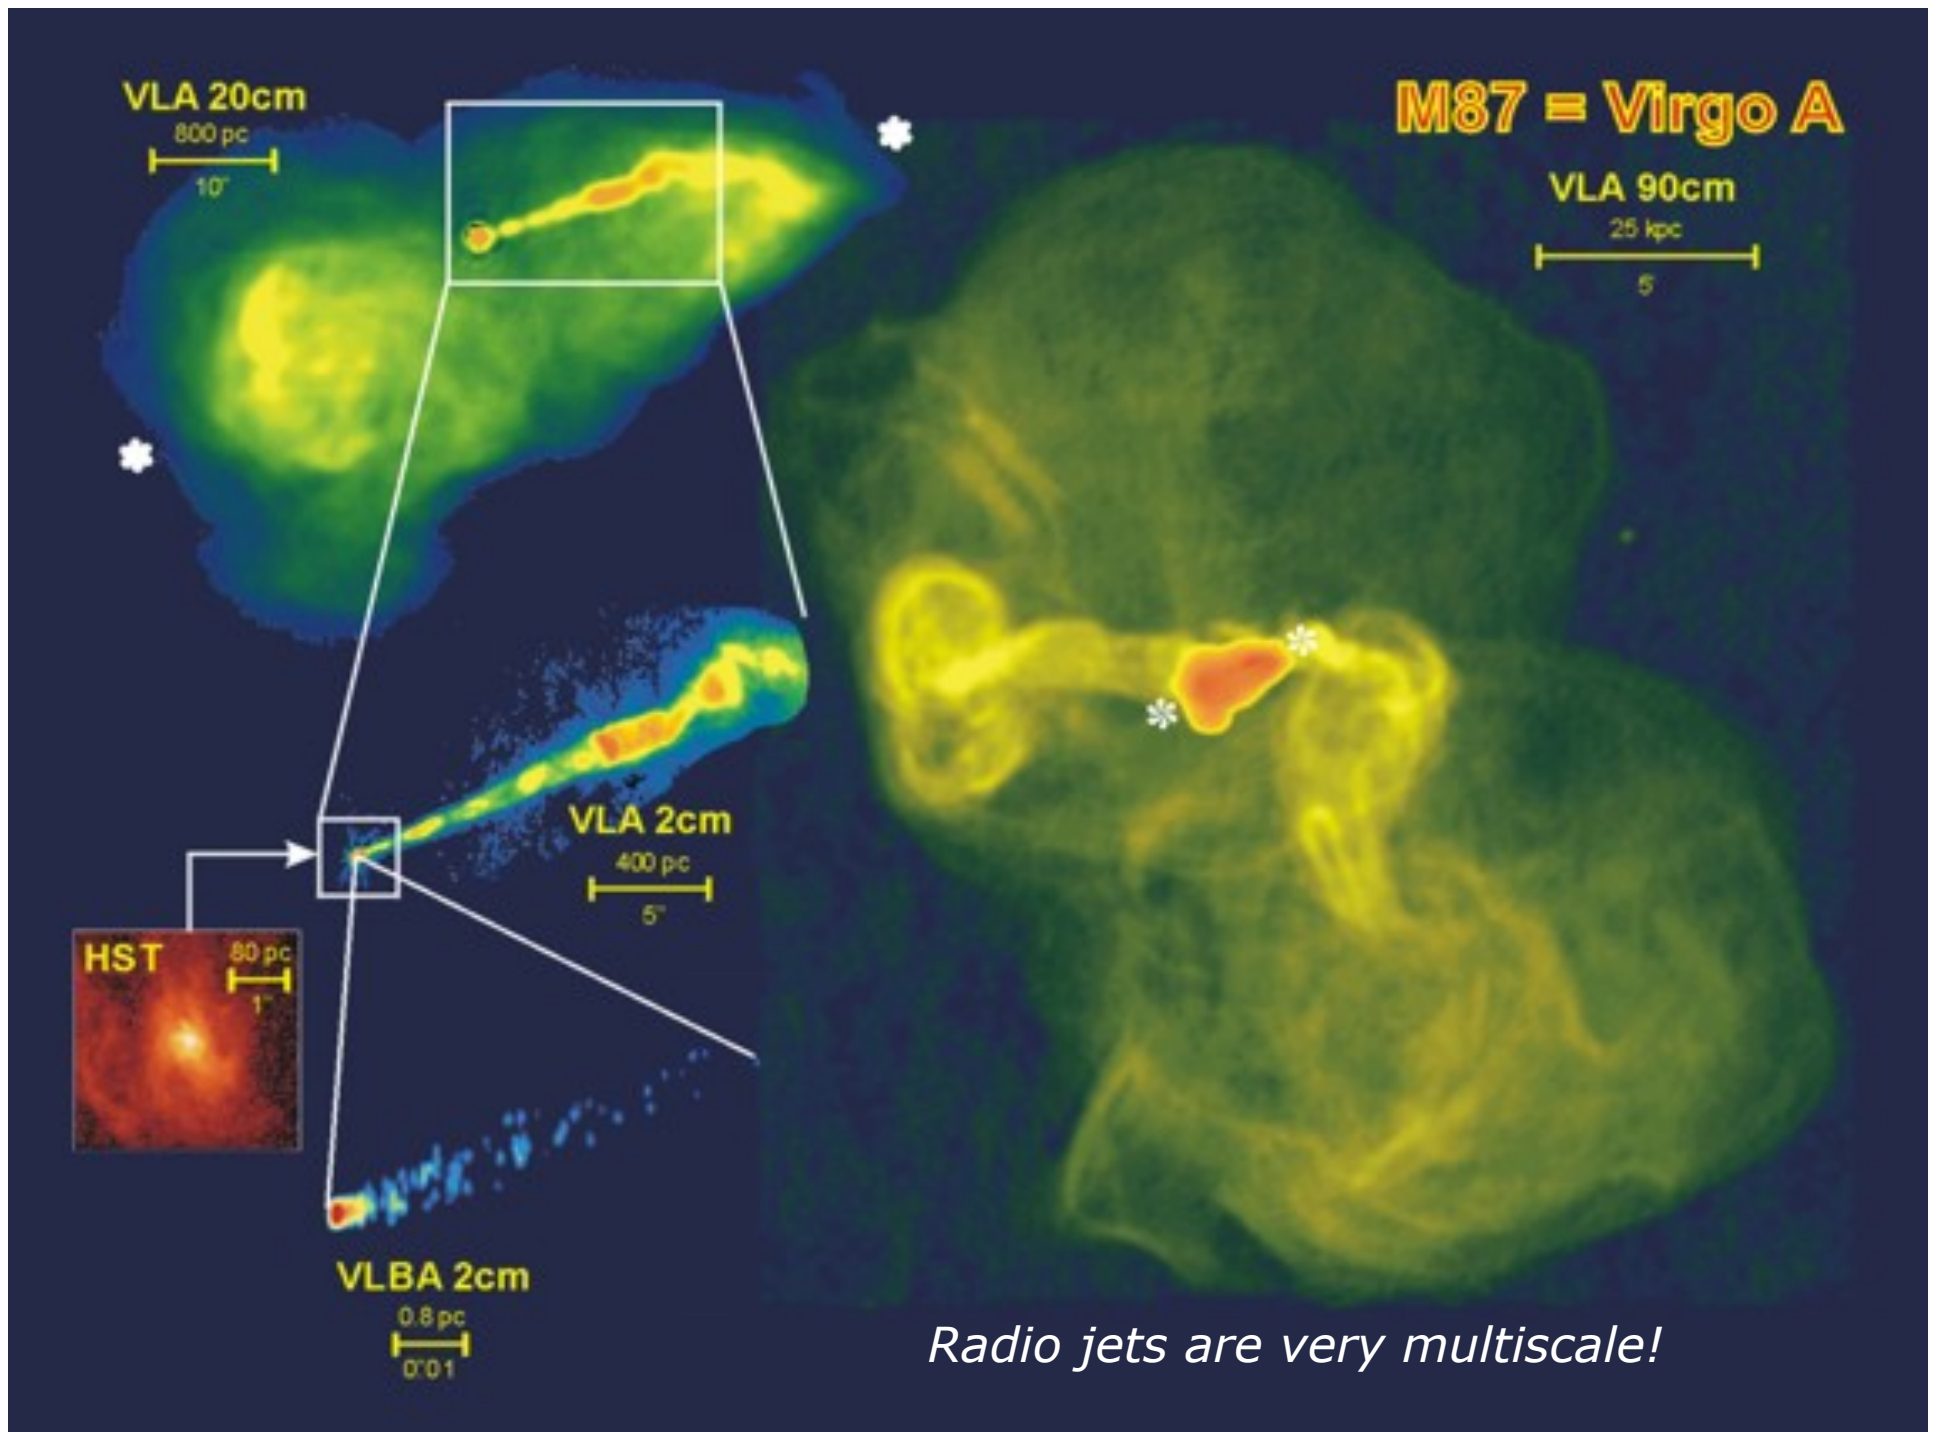 VLA 20cm
800 pc
10"
M87 = Virgo A
VLA 90cm
25 kpc
5'
VLA 2cm
400 pc
5"
HST
80 pc
1"
VLBA 2cm
0.8 pc
0".01
Radio jets are very multiscale!